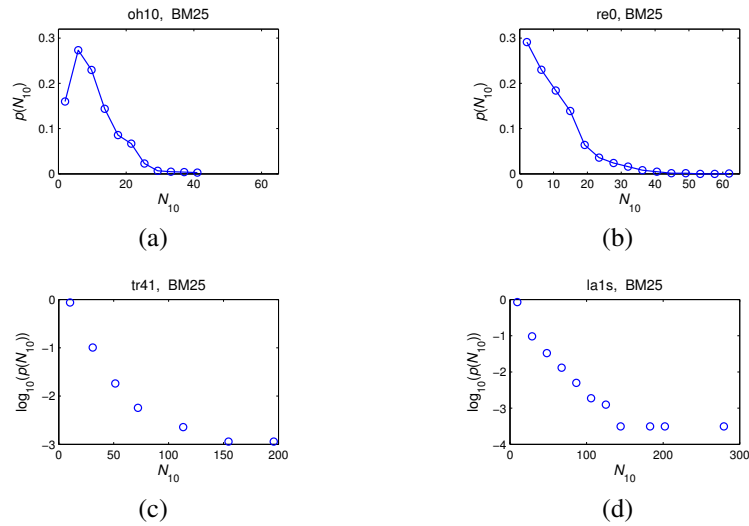 oh10, BM25
0.3
0.2
0.1
0
p(N₁₀)
0 20 40 60
N₁₀
(a)
re0, BM25
0.3
0.2
0.1
0
p(N₁₀)
0 10 20 30 40 50 60
N₁₀
(b)
tr41, BM25
0
−1
−2
−3
log₁₀(p(N₁₀))
0 50 100 150 200
N₁₀
(c)
la1s, BM25
0
−1
−2
−3
−4
log₁₀(p(N₁₀))
0 100 200 300
N₁₀
(d)